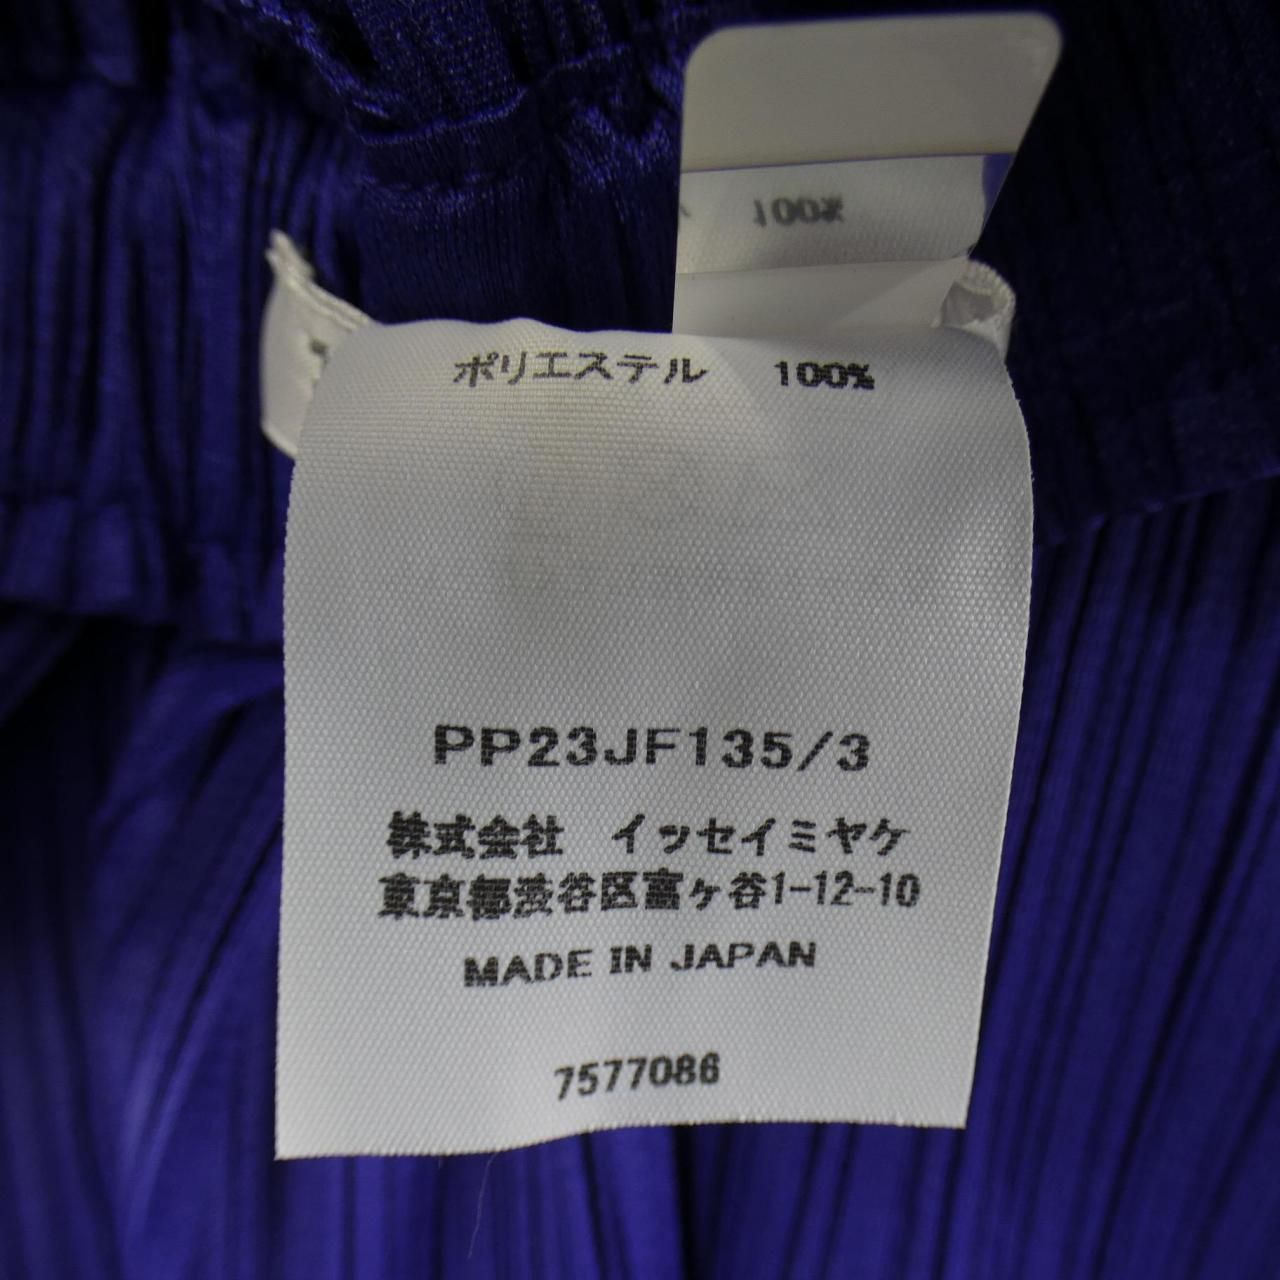 100%
ポリエステル 100%
PP23JF135/3
株式会社 イッセイミヤケ
東京都渋谷区富ヶ谷1-12-10
MADE IN JAPAN
7577086